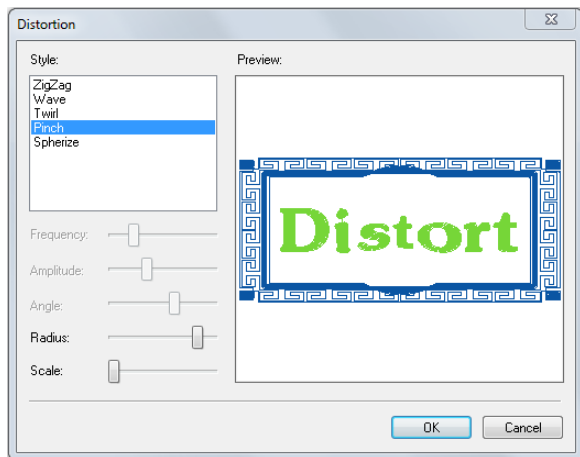 Distortion
Style:
ZigZag
Wave
Twirl
Pinch
Spherize
Frequency:
Amplitude:
Angle:
Radius:
Scale:
Preview:
Distort
OK
Cancel